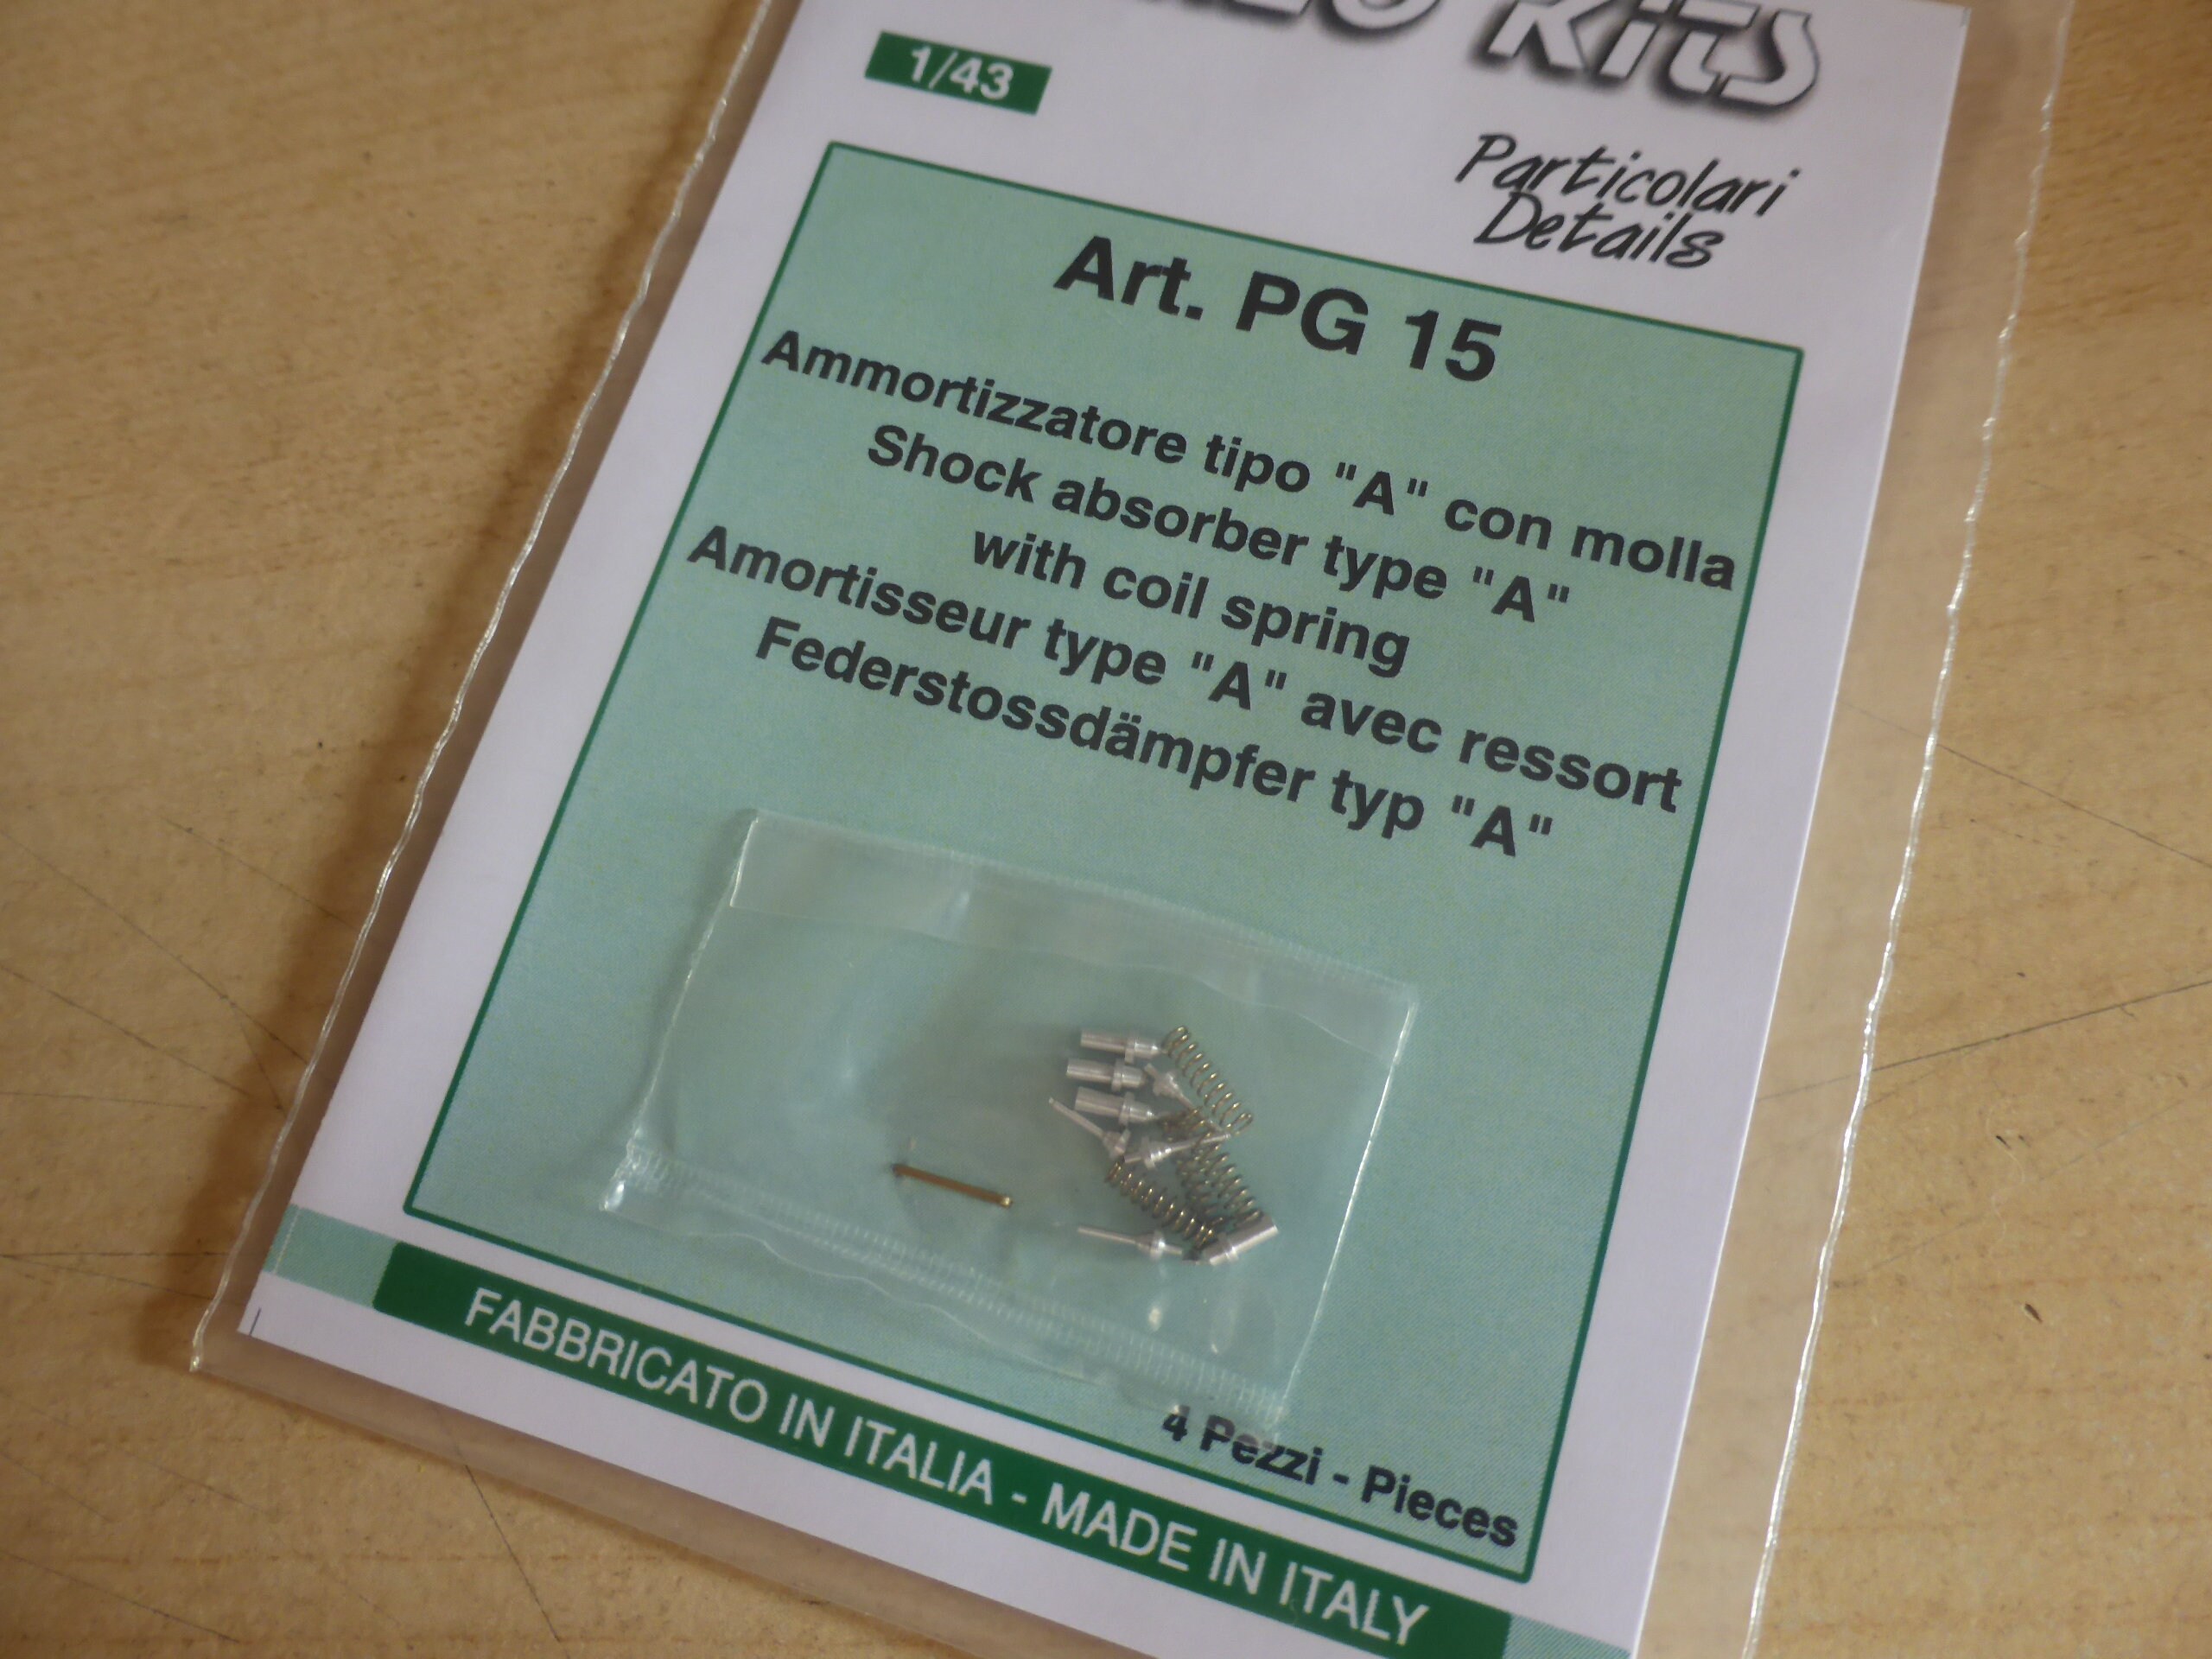 Kits
1/43
Particolari
Details
Art. PG 15
Ammortizzatore tipo "A" con molla
Shock absorber type "A"
with coil spring
Amortisseur type "A" avec ressort
Federstossdämpfer typ "A"
4 Pezzi - Pieces
FABBRICATO IN ITALIA - MADE IN ITALY